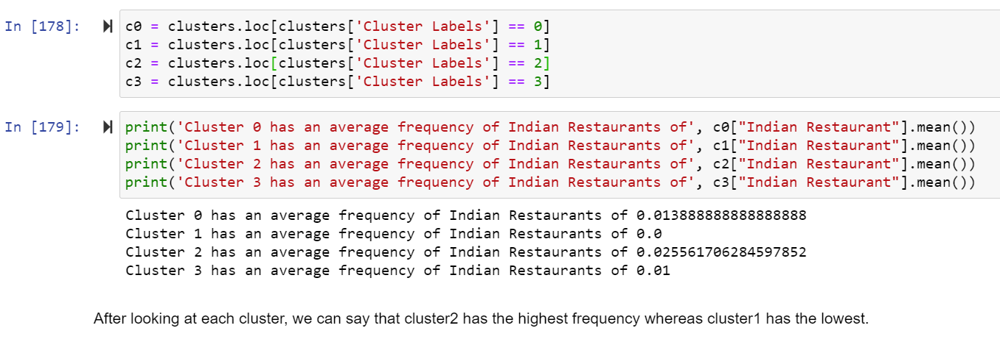 In [178]:
c0 = clusters.loc[clusters['Cluster Labels'] == 0]
c1 = clusters.loc[clusters['Cluster Labels'] == 1]
c2 = clusters.loc[clusters['Cluster Labels'] == 2]
c3 = clusters.loc[clusters['Cluster Labels'] == 3]
In [179]:
print('Cluster 0 has an average frequency of Indian Restaurants of', c0["Indian Restaurant"].mean())
print('Cluster 1 has an average frequency of Indian Restaurants of', c1["Indian Restaurant"].mean())
print('Cluster 2 has an average frequency of Indian Restaurants of', c2["Indian Restaurant"].mean())
print('Cluster 3 has an average frequency of Indian Restaurants of', c3["Indian Restaurant"].mean())
Cluster 0 has an average frequency of Indian Restaurants of 0.013888888888888888
Cluster 1 has an average frequency of Indian Restaurants of 0.0
Cluster 2 has an average frequency of Indian Restaurants of 0.025561706284597852
Cluster 3 has an average frequency of Indian Restaurants of 0.01
After looking at each cluster, we can say that cluster2 has the highest frequency whereas cluster1 has the lowest.